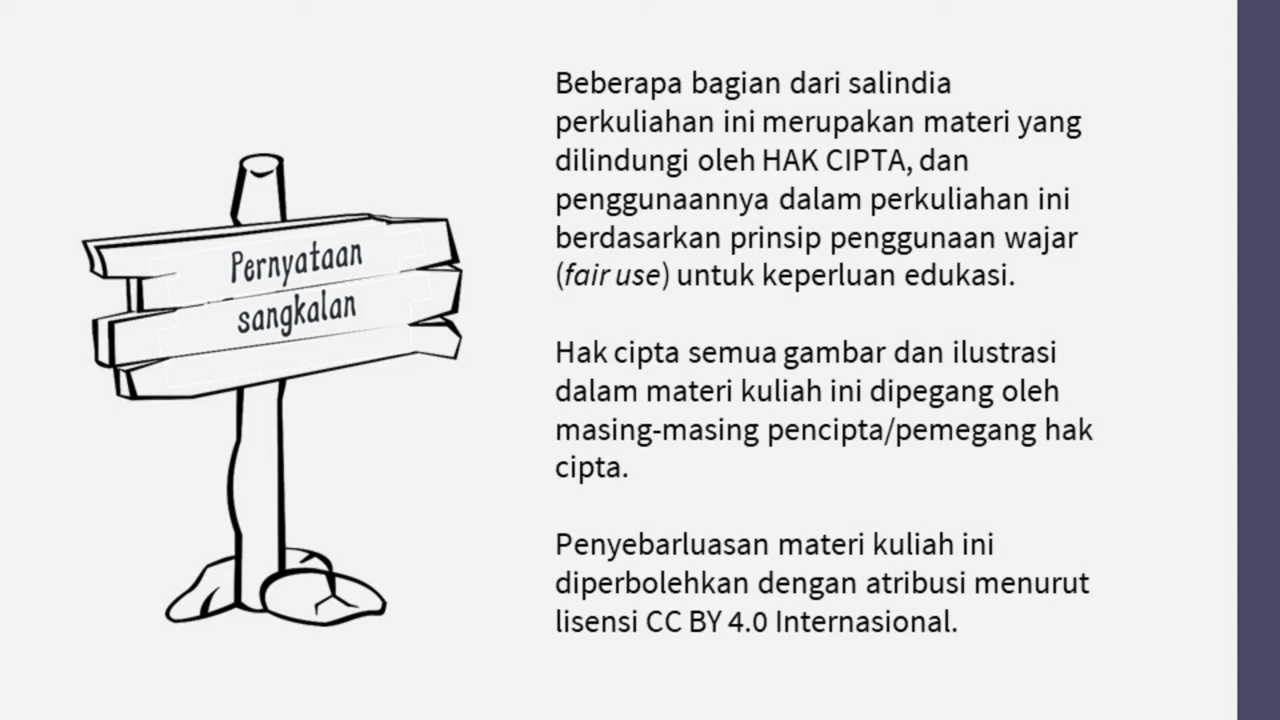 Pernyataan
sangkalan
Beberapa bagian dari salindia
perkuliahan ini merupakan materi yang
dilindungi oleh HAK CIPTA, dan
penggunaannya dalam perkuliahan ini
berdasarkan prinsip penggunaan wajar
(fair use) untuk keperluan edukasi.
Hak cipta semua gambar dan ilustrasi
dalam materi kuliah ini dipegang oleh
masing-masing pencipta/pemegang hak
cipta.
Penyebarluasan materi kuliah ini
diperbolehkan dengan atribusi menurut
lisensi CC BY 4.0 Internasional.